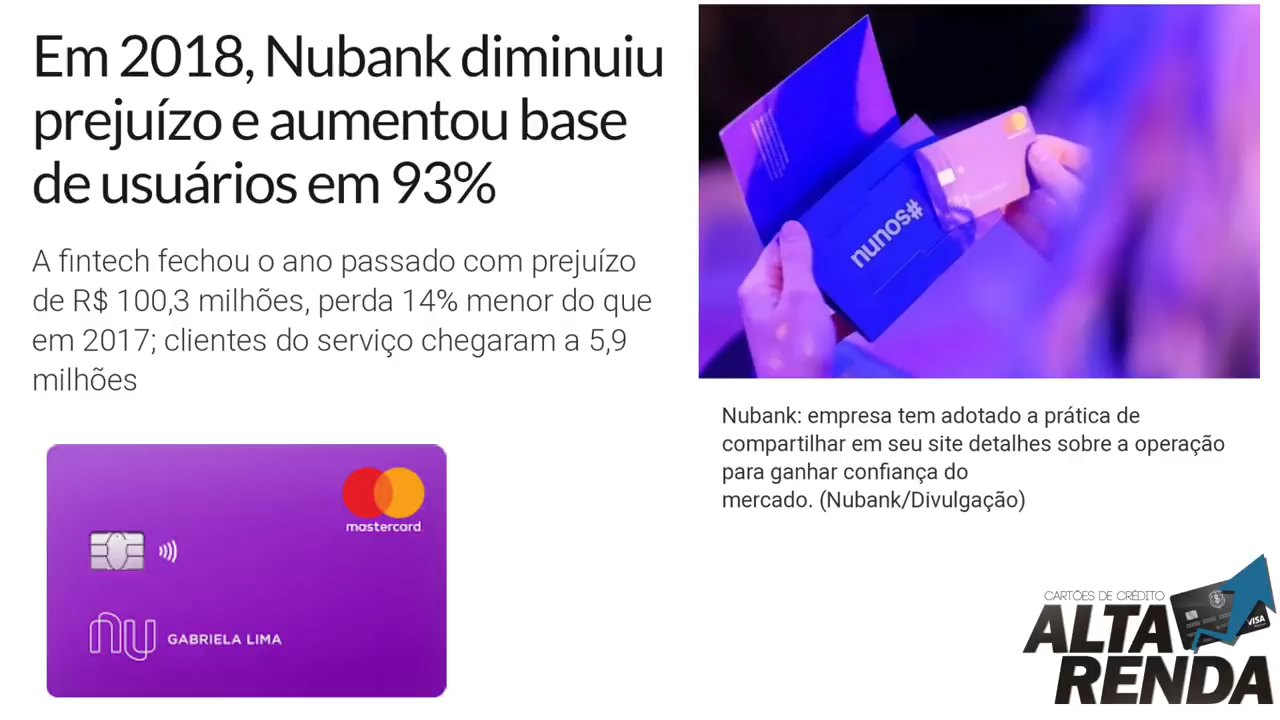 Em 2018, Nubank diminuiu
prejuízo e aumentou base
de usuários em 93%
A fintech fechou o ano passado com prejuízo
de R$ 100,3 milhões, perda 14% menor do que
em 2017; clientes do serviço chegaram a 5,9
milhões
mastercard
nu GABRIELA LIMA
#sounu
Nubank: empresa tem adotado a prática de
compartilhar em seu site detalhes sobre a operação
para ganhar confiança do
mercado. (Nubank/Divulgação)
CARTÕES DE CRÉDITO
ALTA
VISA
RENDA